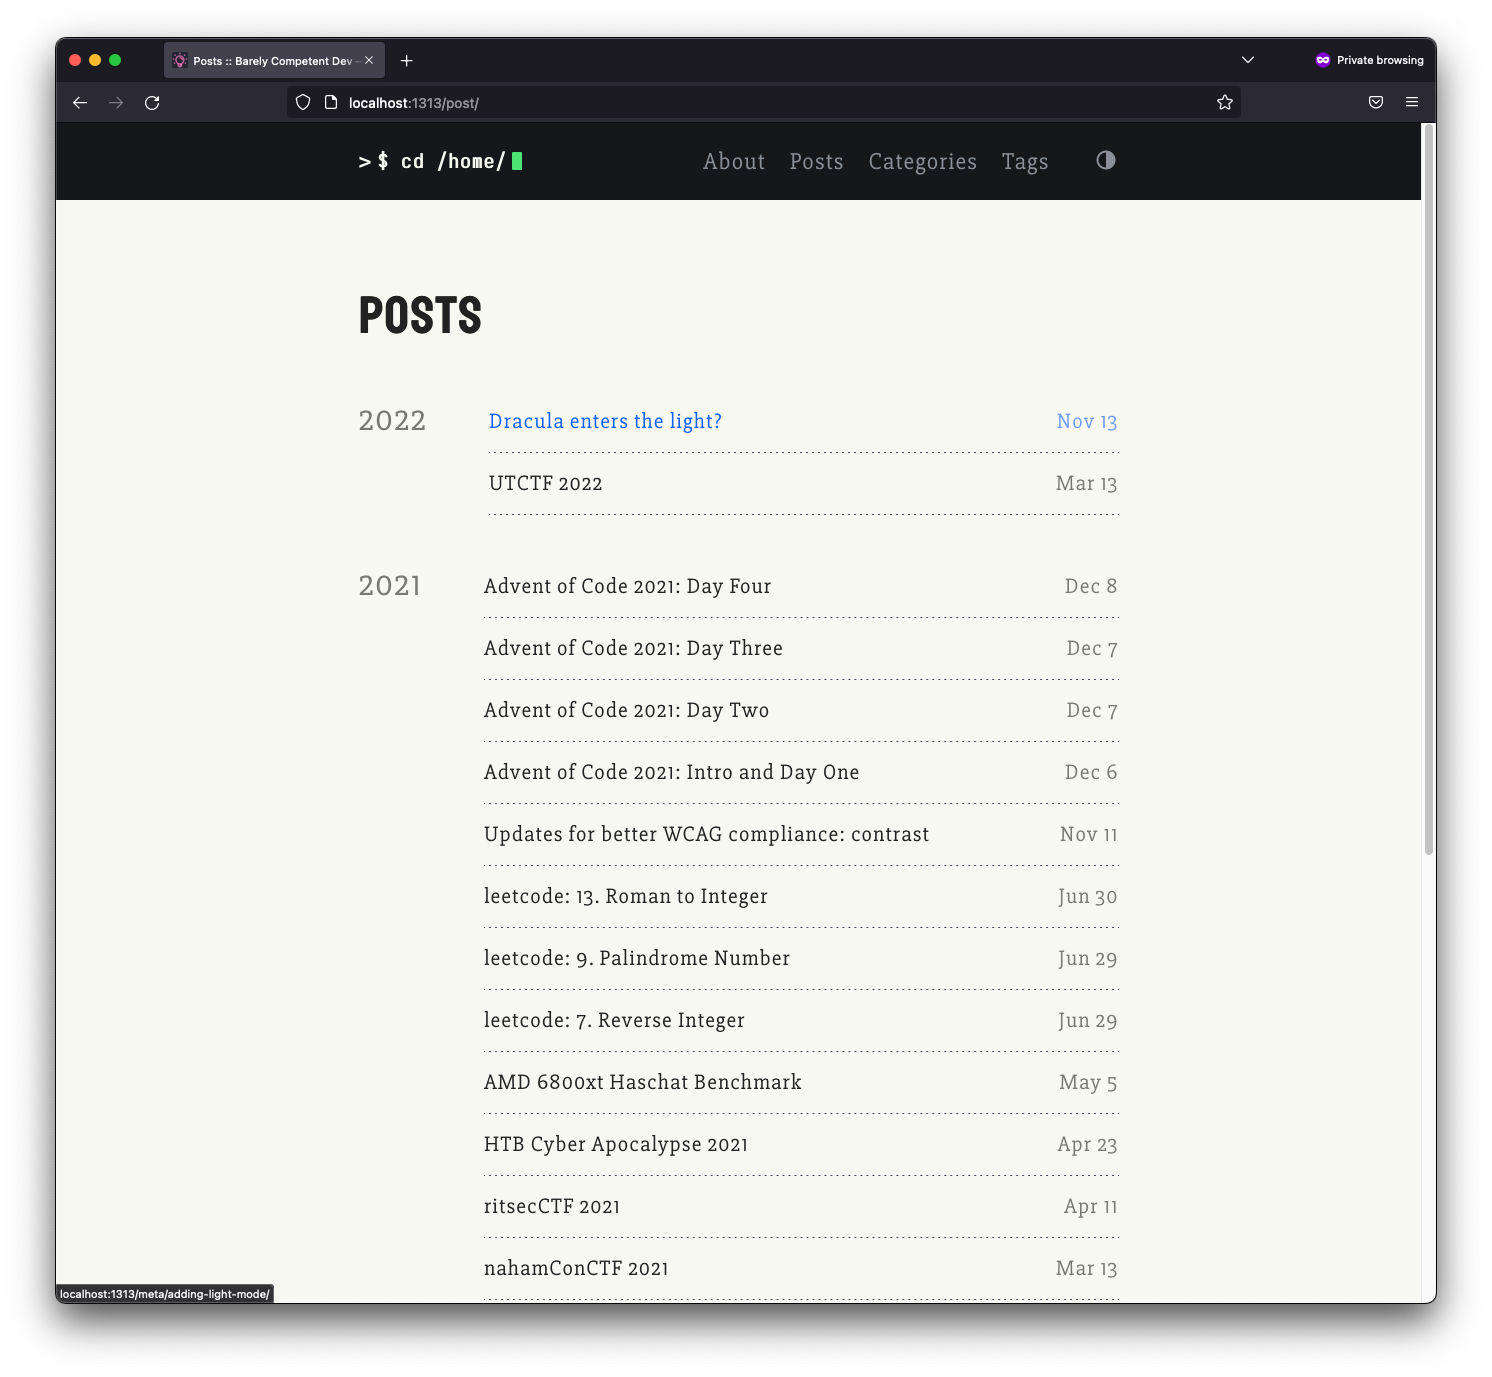 Posts :: Barely Competent Dev -
Private browsing
localhost:1313/post/
>$ cd /home/
About Posts Categories Tags
POSTS
2022 Dracula enters the light? Nov 13
UTCTF 2022 Mar 13
2021 Advent of Code 2021: Day Four Dec 8
Advent of Code 2021: Day Three Dec 7
Advent of Code 2021: Day Two Dec 7
Advent of Code 2021: Intro and Day One Dec 6
Updates for better WCAG compliance: contrast Nov 11
leetcode: 13. Roman to Integer Jun 30
leetcode: 9. Palindrome Number Jun 29
leetcode: 7. Reverse Integer Jun 29
AMD 6800xt Haschat Benchmark May 5
HTB Cyber Apocalypse 2021 Apr 23
ritsecCTF 2021 Apr 11
nahamConCTF 2021 Mar 13
localhost:1313/meta/adding-light-mode/